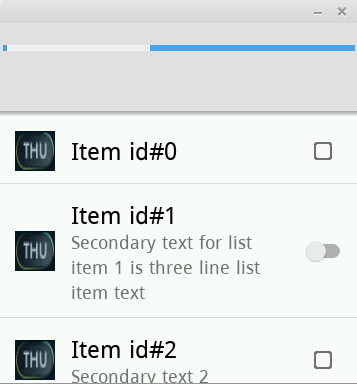 THU
Item id#0
Item id#1
THU
Secondary text for list
item 1 is three line list
item text
THU
Item id#2
Secondary text 2